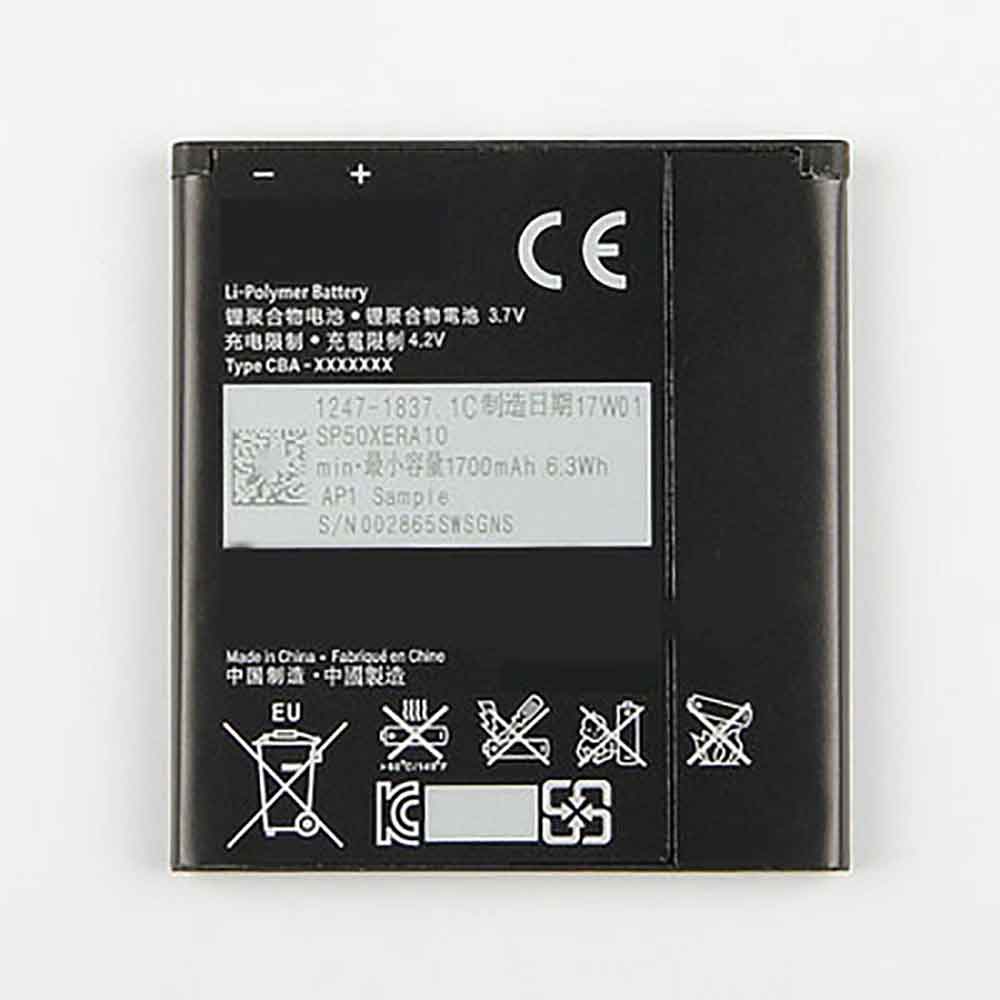 − +
CE
Li-Polymer Battery
锂聚合物电池 • 鋰聚合物電池 3.7V
充电限制 • 充電限制 4.2V
Type CBA - XXXXXXX
1247-1837.1C制造日期17W01
SP50XERA10
min·最小容量1700mAh 6.3Wh
AP1 Sample
S/N002865SWSGNS
Made in China - Fabriqué en Chine
中国制造 • 中國製造
EU
>60°C/140°F